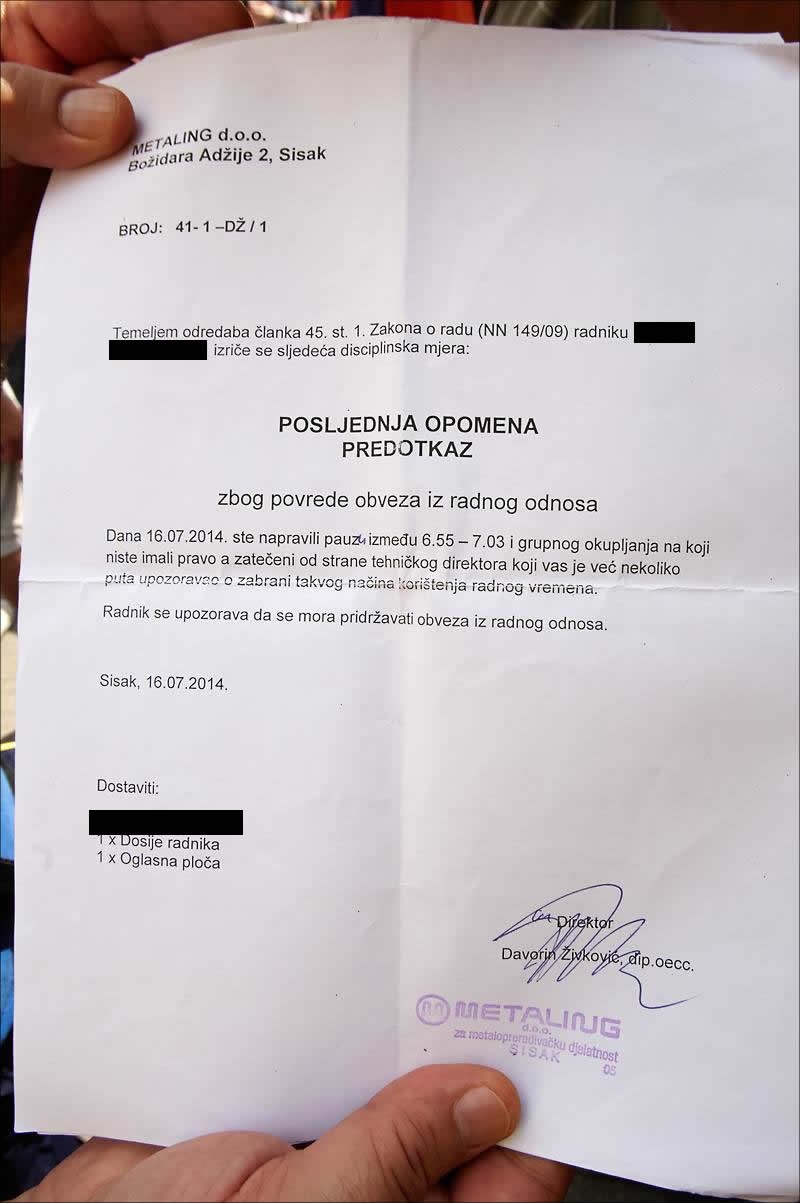 METALING d.o.o.
Božidara Adžije 2, Sisak
BROJ: 41- 1 –DŽ / 1
Temeljem odredaba članka 45. st. 1. Zakona o radu (NN 149/09) radniku
izriče se sljedeća disciplinska mjera:
POSLJEDNJA OPOMENA
PREDOTKAZ
zbog povrede obveza iz radnog odnosa
Dana 16.07.2014. ste napravili pauzu između 6.55 – 7.03 i grupnog okupljanja na koji
niste imali pravo a zatečeni od strane tehničkog direktora koji vas je već nekoliko
puta upozoravao o zabrani takvog načina korištenja radnog vremena.
Radnik se upozorava da se mora pridržavati obveza iz radnog odnosa.
Sisak, 16.07.2014.
Dostaviti:
1 x Dosije radnika
1 x Oglasna ploča
Direktor
Davorin Živković, dip.oecc.
METALING
d.o.o.
za metaloprerađivačku djelatnost
SISAK
05